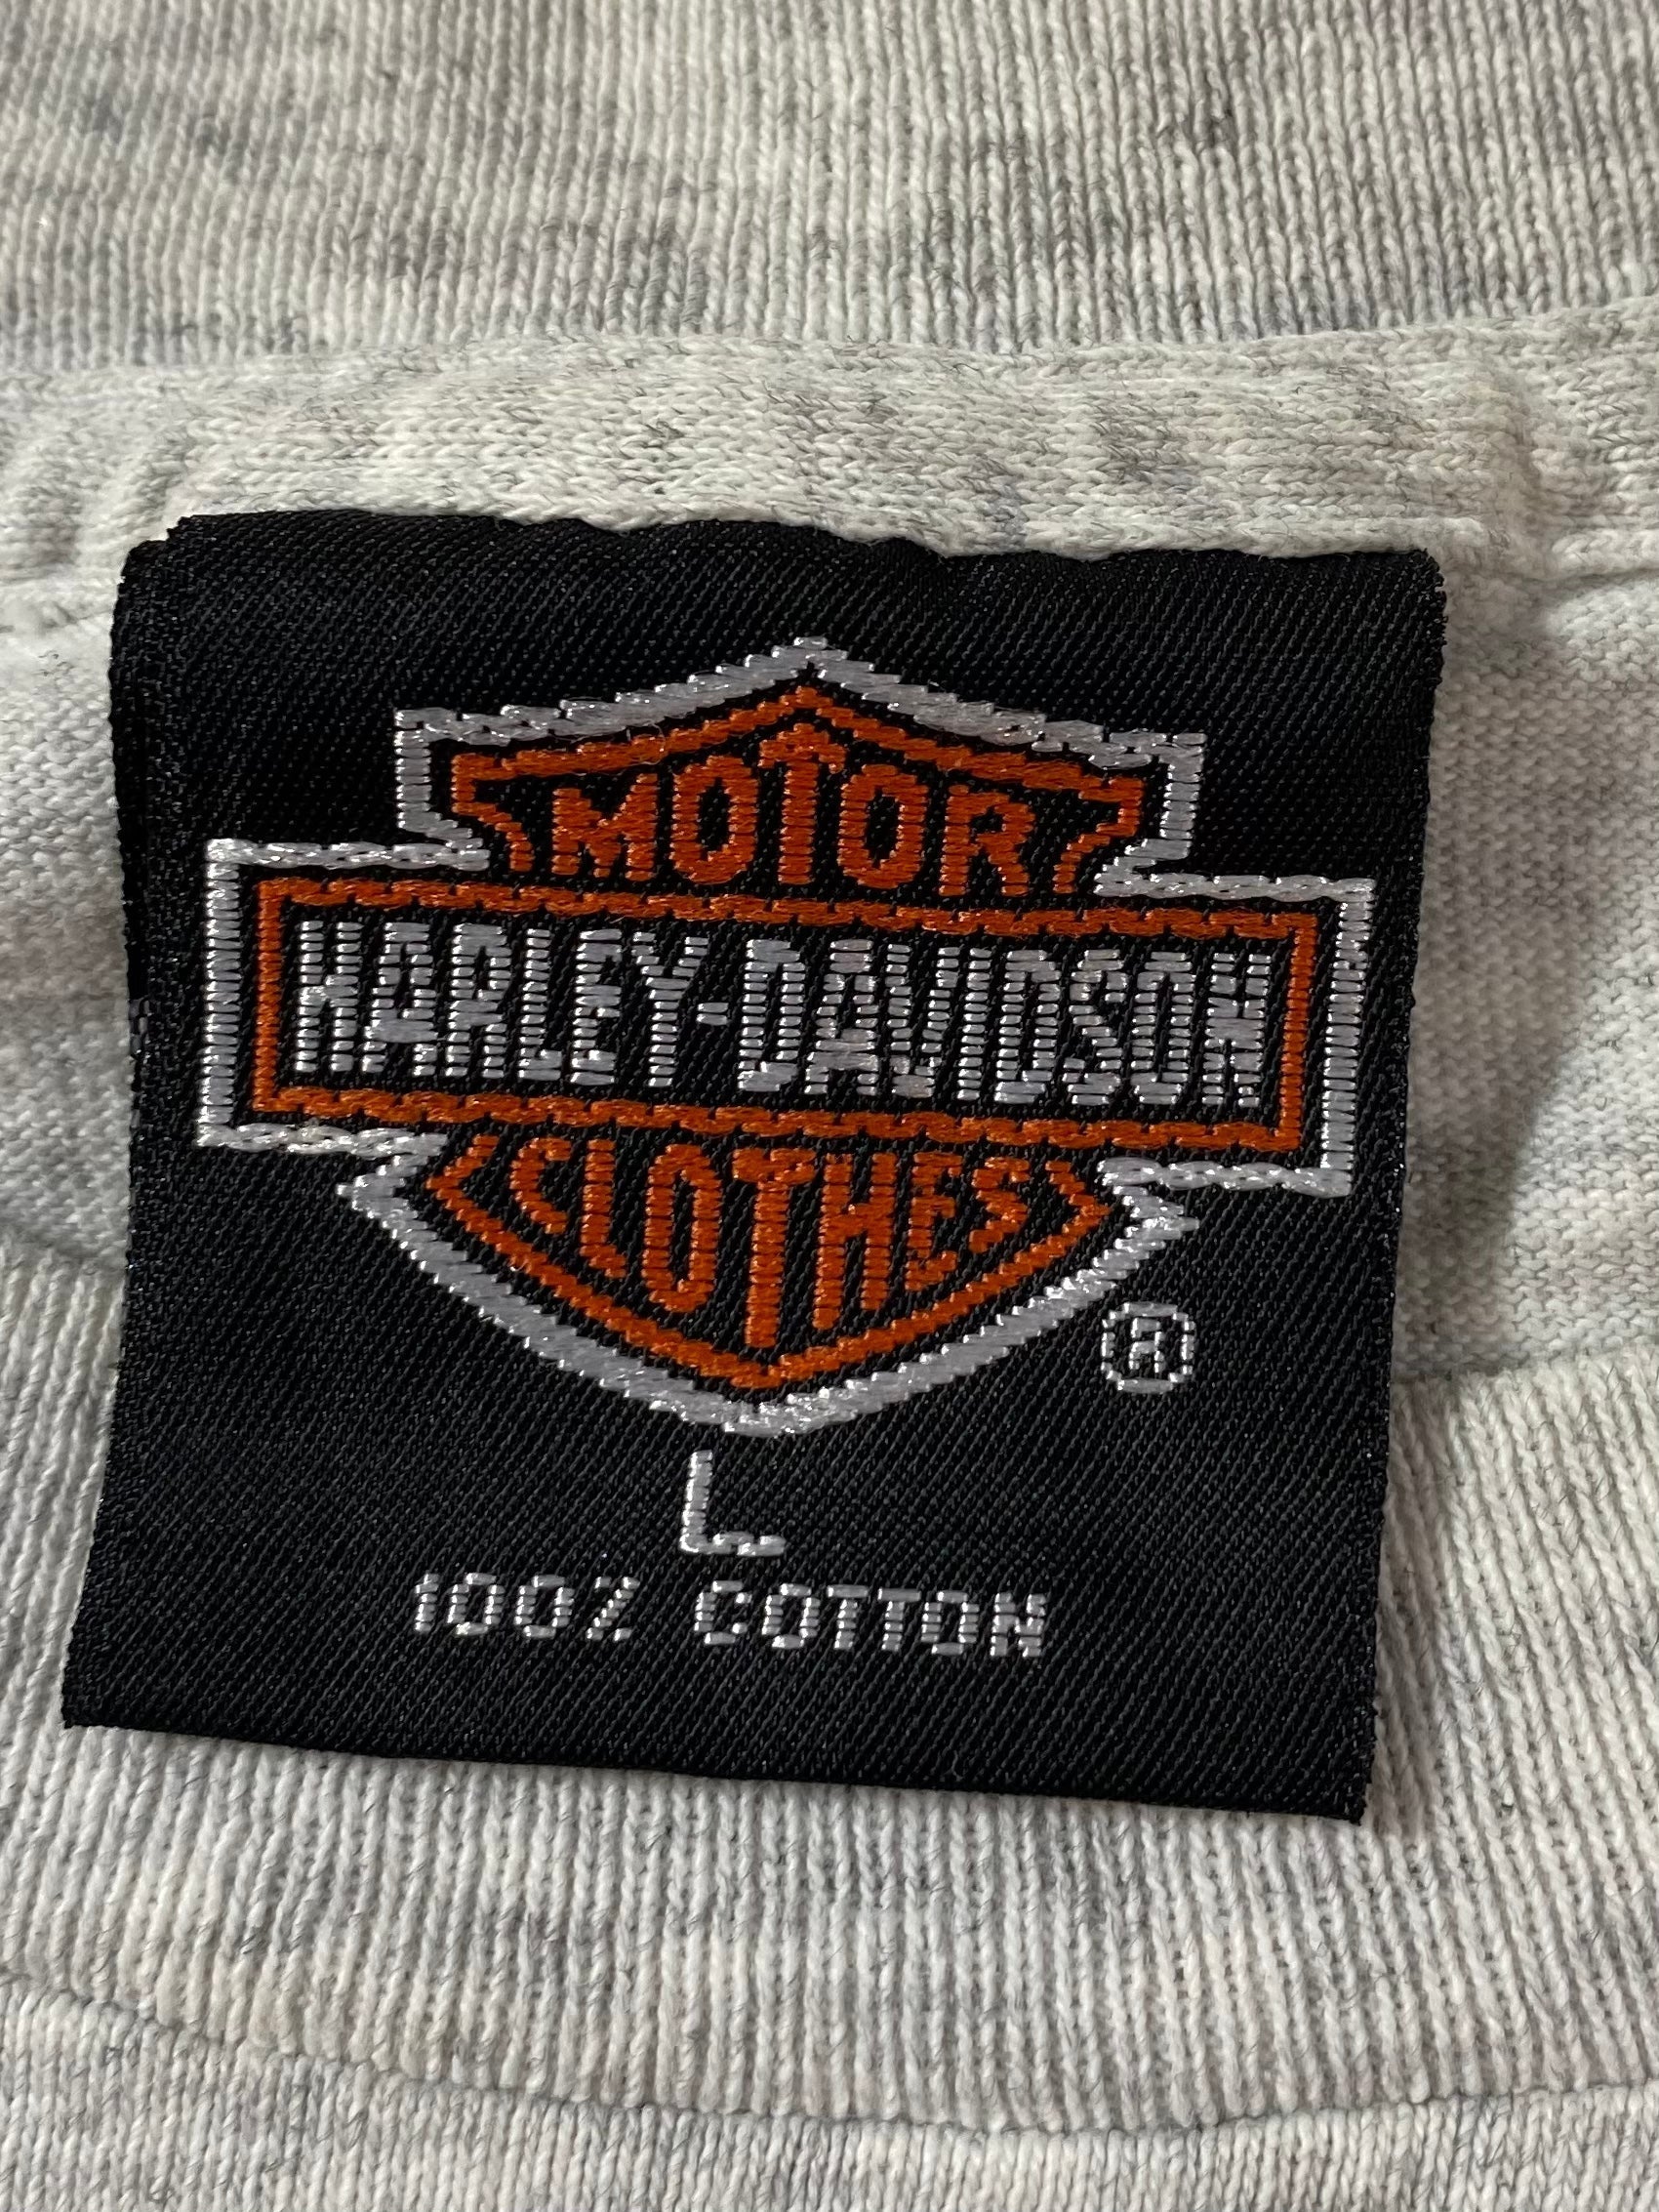 MOTOR
HARLEY-DAVIDSON
CLOTHES
®
L
100% COTTON